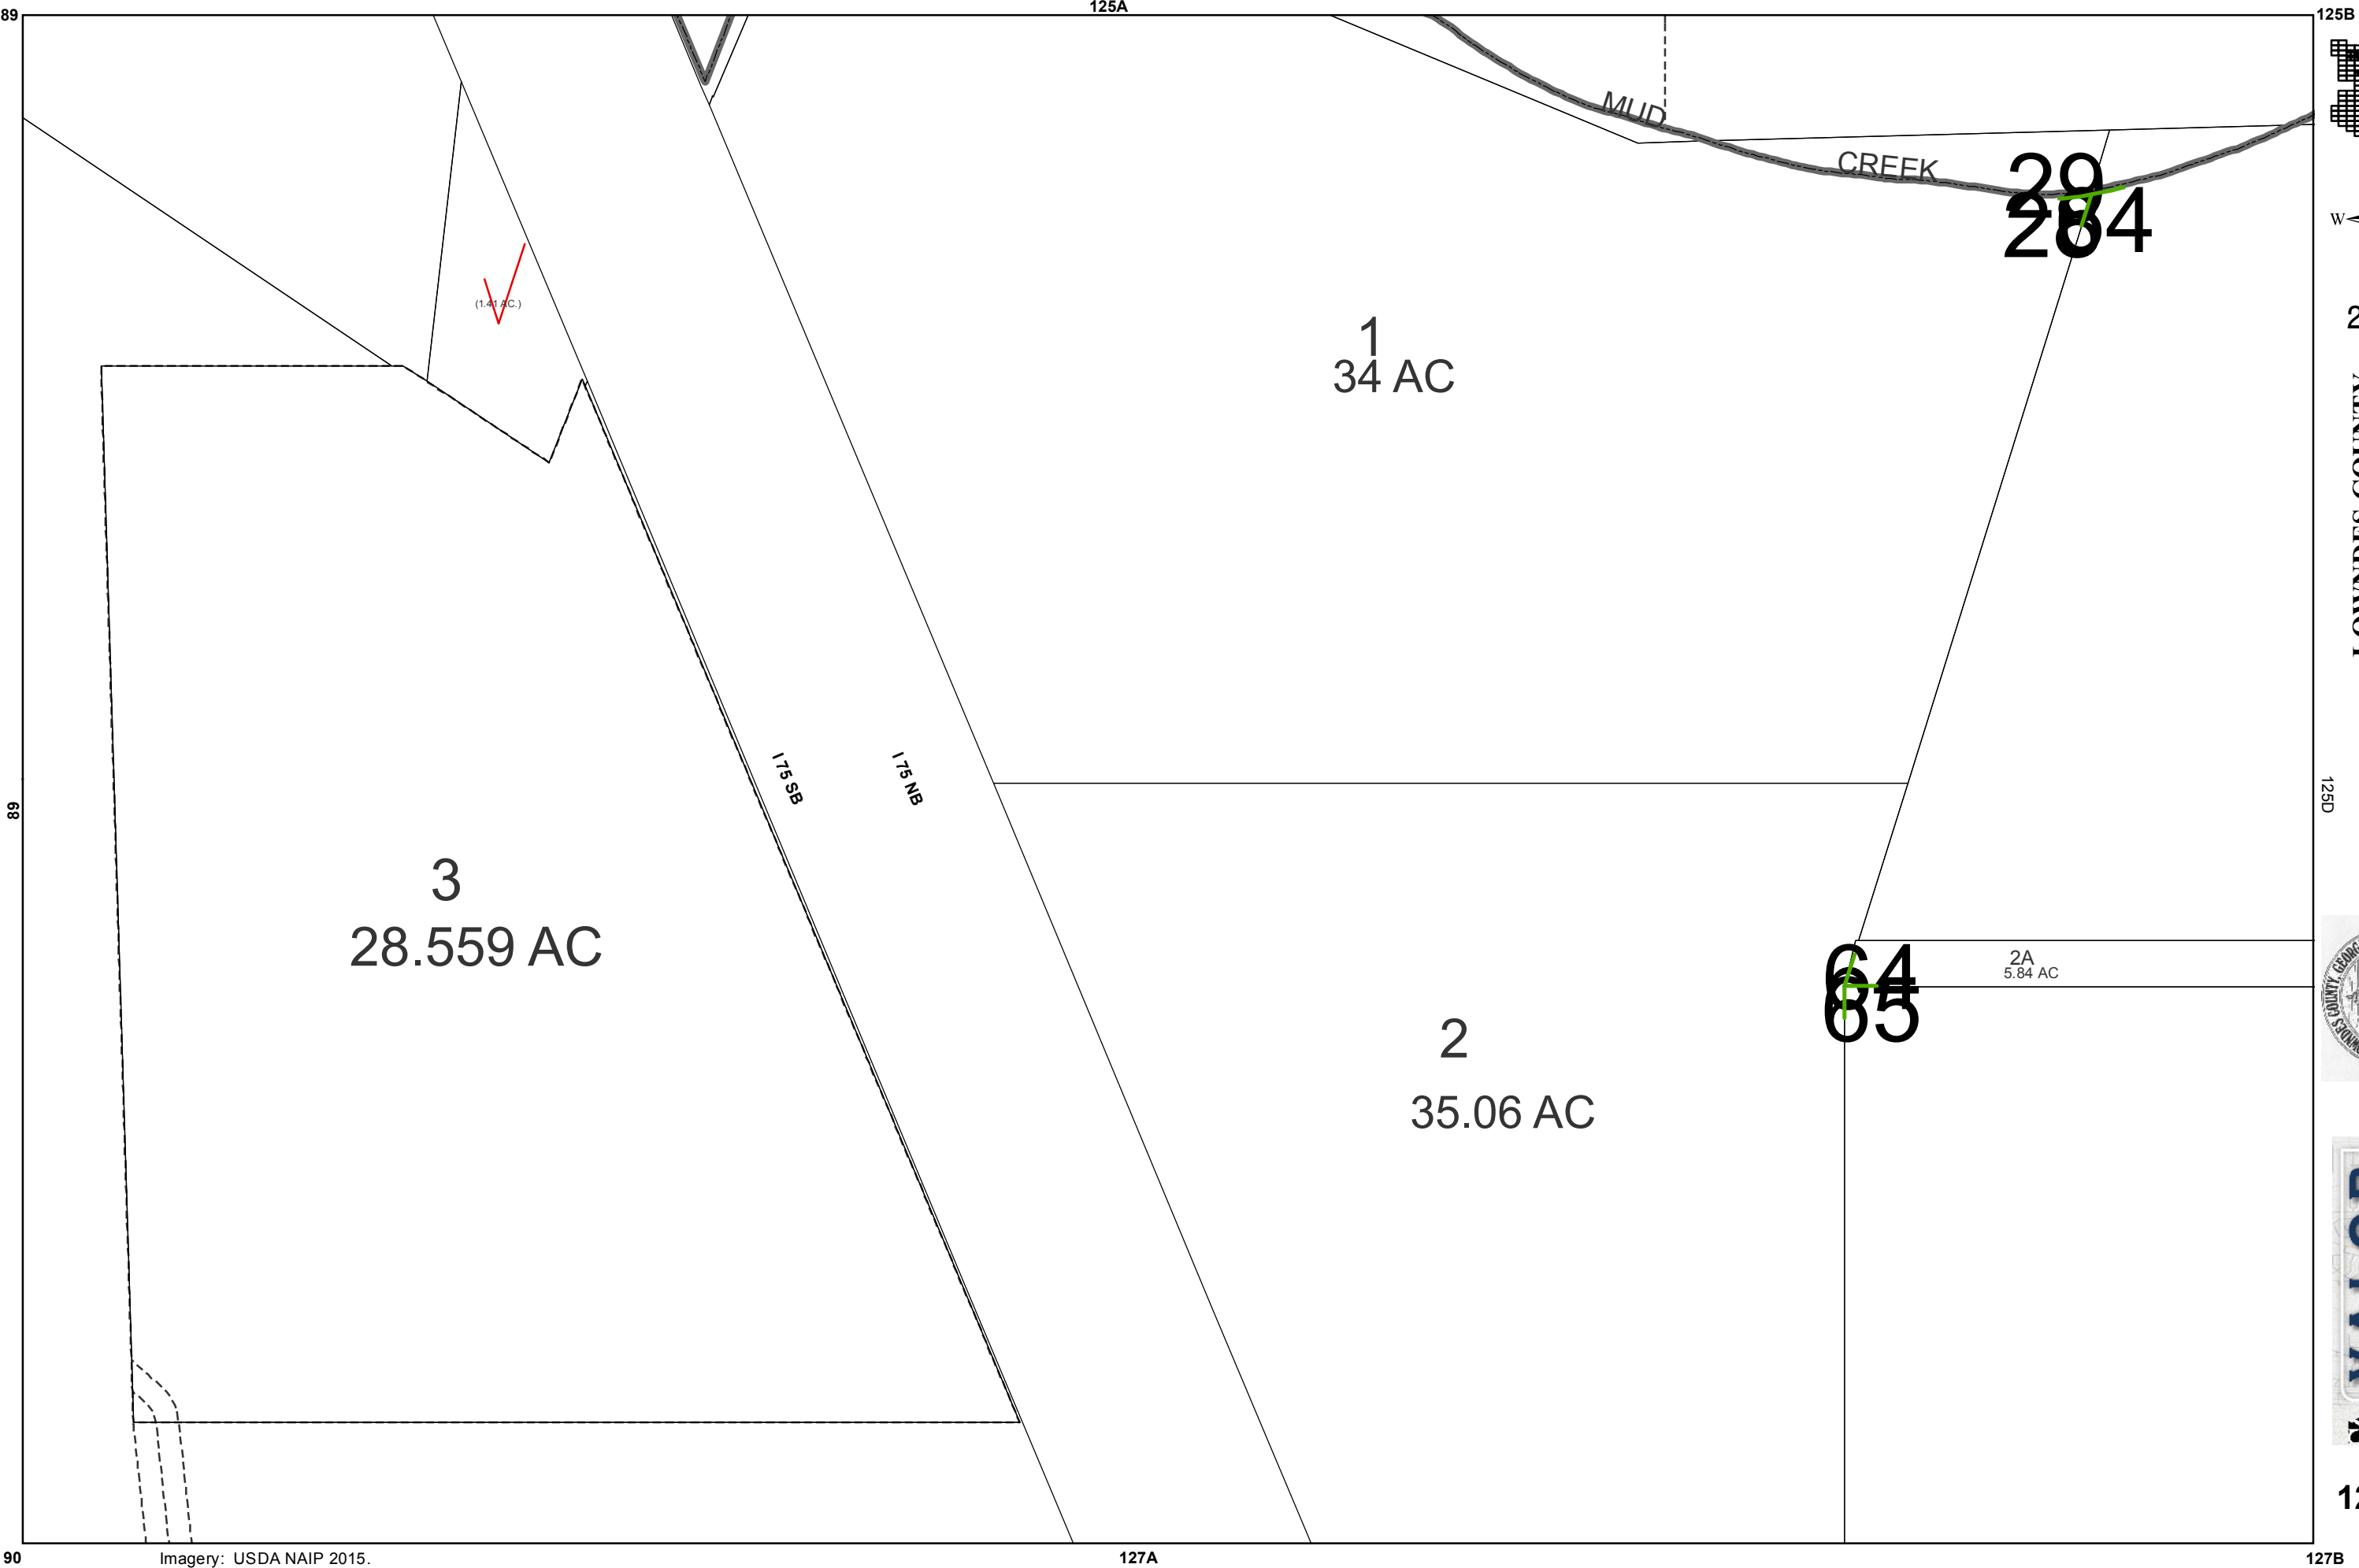 89
125A
125B
MUD
CREEK
29
28
64
(1.41 AC.)
1
34 AC
I 75 SB
I 75 NB
89
125D
3
28.559 AC
64
65
2A
5.84 AC
2
35.06 AC
W
90
Imagery: USDA NAIP 2015.
127A
127B